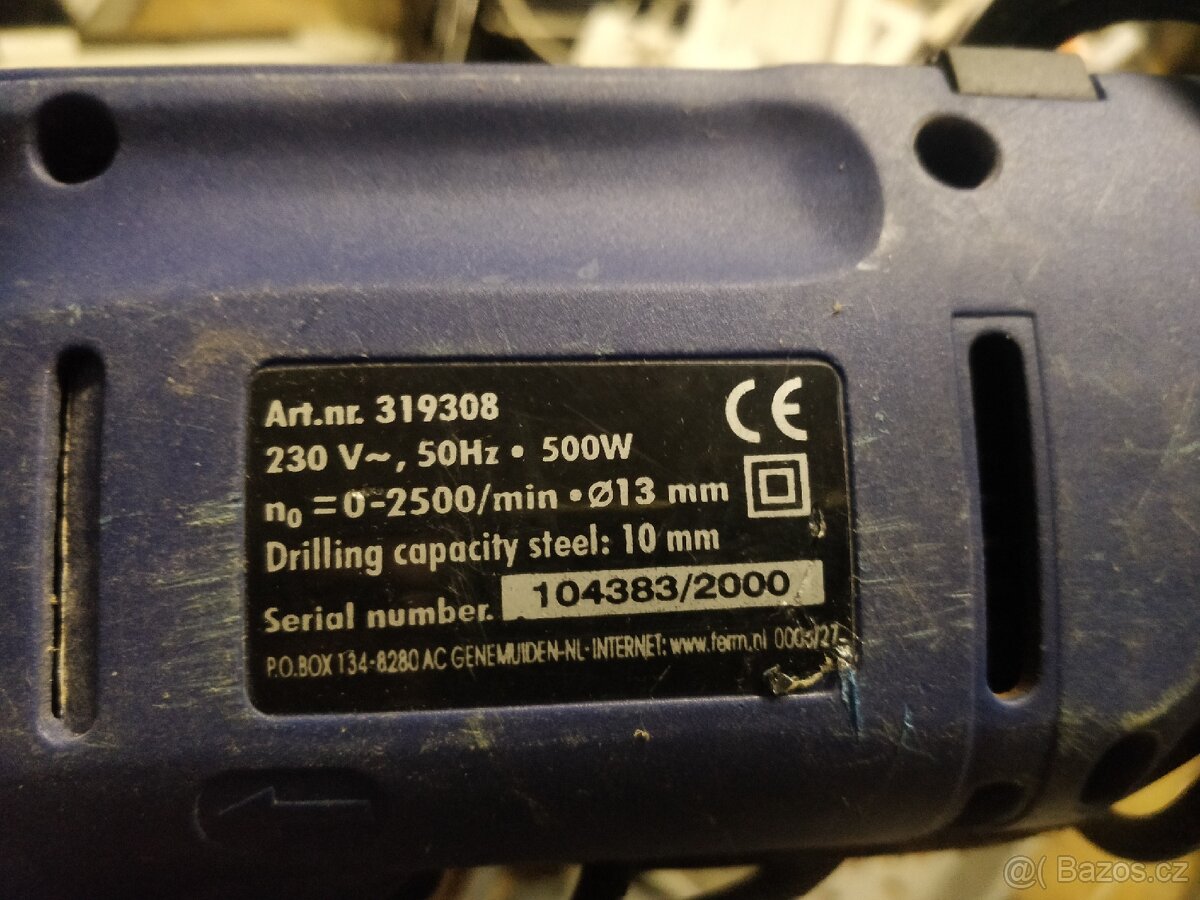 Art.nr. 319308
CE
230 V~, 50Hz • 500W
n0 =0-2500/min • Ø13 mm
Drilling capacity steel: 10 mm
Serial number. 104383/2000
P.O.BOX 134-8280 AC GENEMUIDEN-NL • INTERNET: www.ferm.nl
@( Bazos.cz